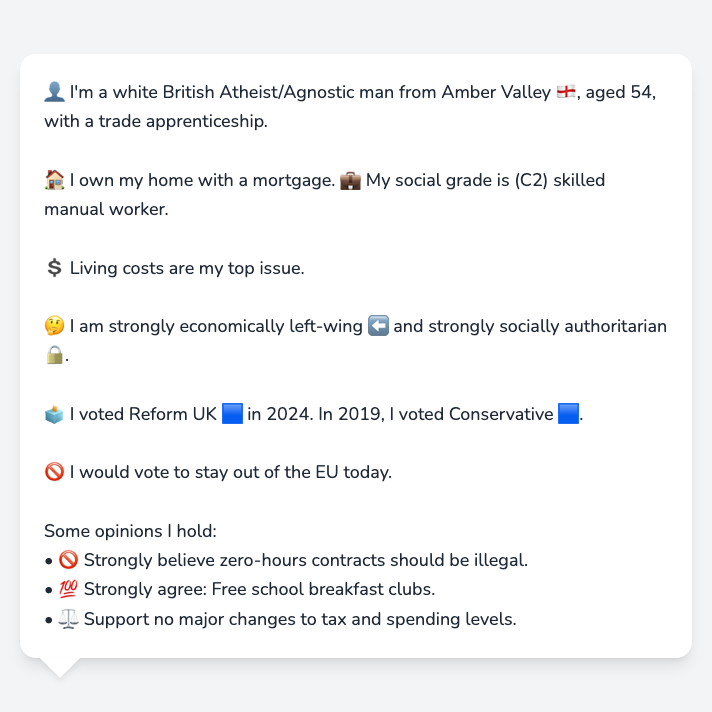 👤 I'm a white British Atheist/Agnostic man from Amber Valley 🏴󠁧󠁢󠁥󠁮󠁧󠁿, aged 54,
with a trade apprenticeship.
🏠 I own my home with a mortgage. 💼 My social grade is (C2) skilled
manual worker.
💲 Living costs are my top issue.
🤔 I am strongly economically left-wing ⬅️ and strongly socially authoritarian
🔒.
🗳️ I voted Reform UK 🟦 in 2024. In 2019, I voted Conservative 🟦.
🚫 I would vote to stay out of the EU today.
Some opinions I hold:
• 🚫 Strongly believe zero-hours contracts should be illegal.
• 💯 Strongly agree: Free school breakfast clubs.
• ⚖️ Support no major changes to tax and spending levels.